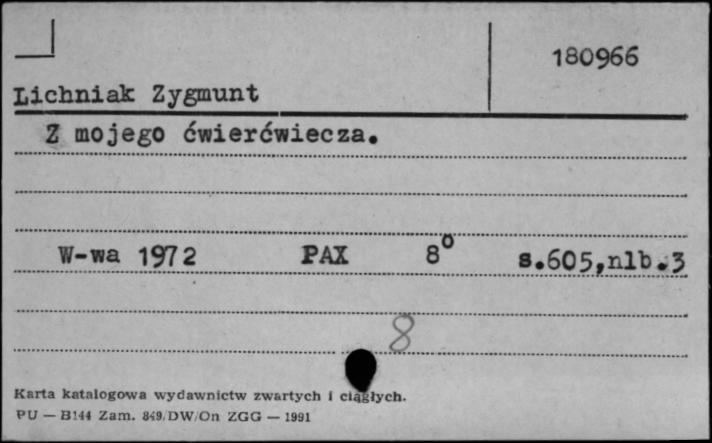 180966
Lichniak Zygmunt
Z mojego ćwierćwiecza.
W-wa 1972 PAX 8° s.605,nlb.3
8
Karta katalogowa wydawnictw zwartych i ciągłych.
PU — B144 Zam. 849/DW/On ZGG — 1991